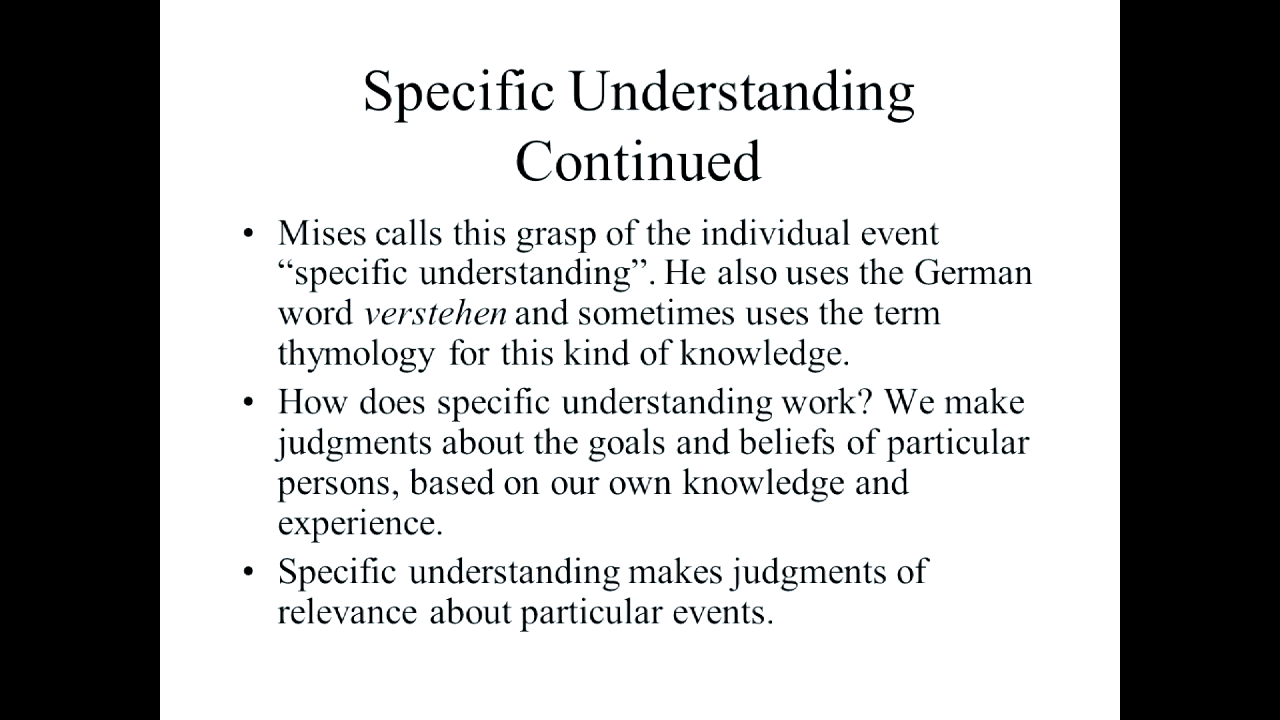 Specific Understanding
Continued
• Mises calls this grasp of the individual event
“specific understanding”. He also uses the German
word verstehen and sometimes uses the term
thymology for this kind of knowledge.
• How does specific understanding work? We make
judgments about the goals and beliefs of particular
persons, based on our own knowledge and
experience.
• Specific understanding makes judgments of
relevance about particular events.